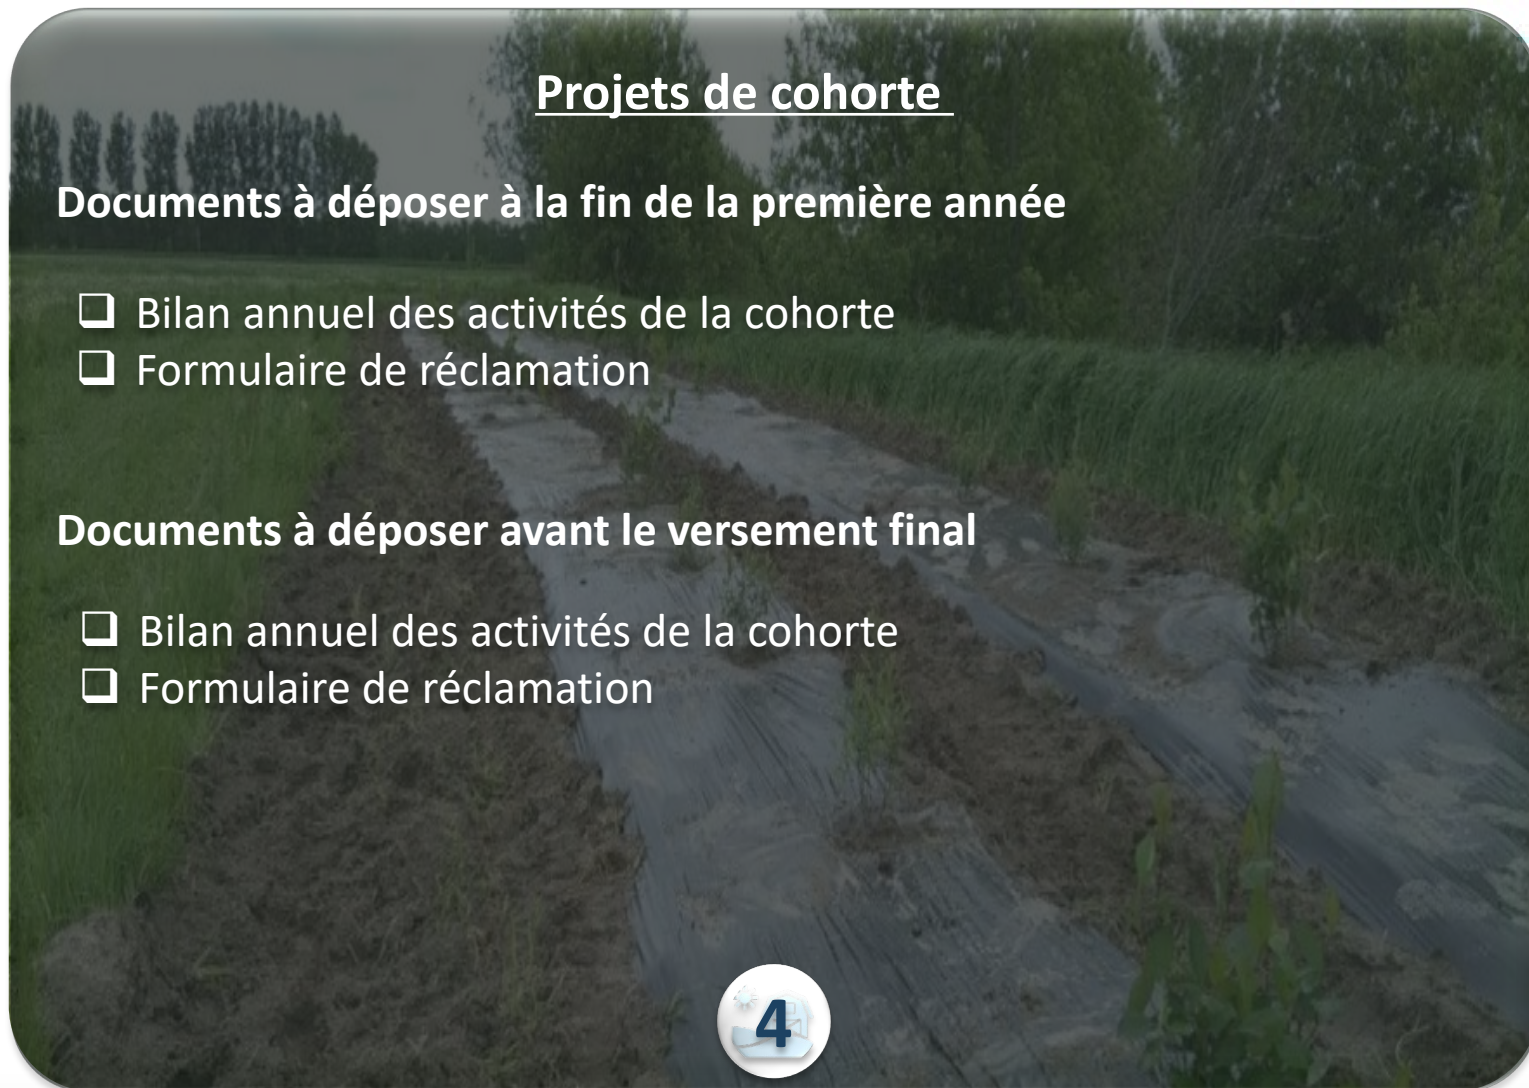 Projets de cohorte
Documents à déposer à la fin de la première année
❑ Bilan annuel des activités de la cohorte
❑ Formulaire de réclamation
Documents à déposer avant le versement final
❑ Bilan annuel des activités de la cohorte
❑ Formulaire de réclamation
4